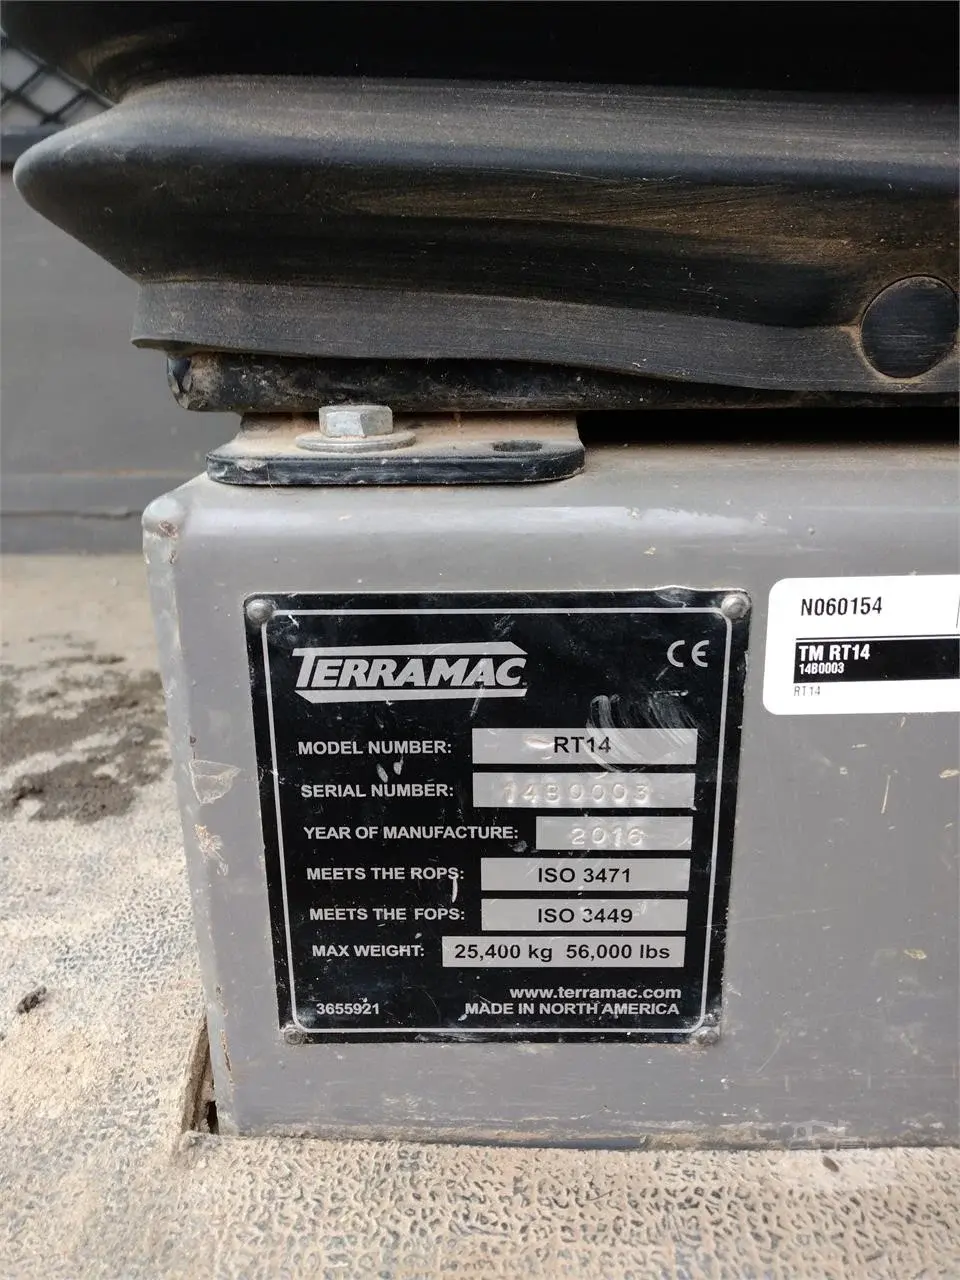 N060154
TM RT14
14B0003
RT14
TERRAMAC
CE
MODEL NUMBER: RT14
SERIAL NUMBER: 14B0003
YEAR OF MANUFACTURE: 2016
MEETS THE ROPS: ISO 3471
MEETS THE FOPS: ISO 3449
MAX WEIGHT: 25,400 kg 56,000 lbs
www.terramac.com
3655921 MADE IN NORTH AMERICA